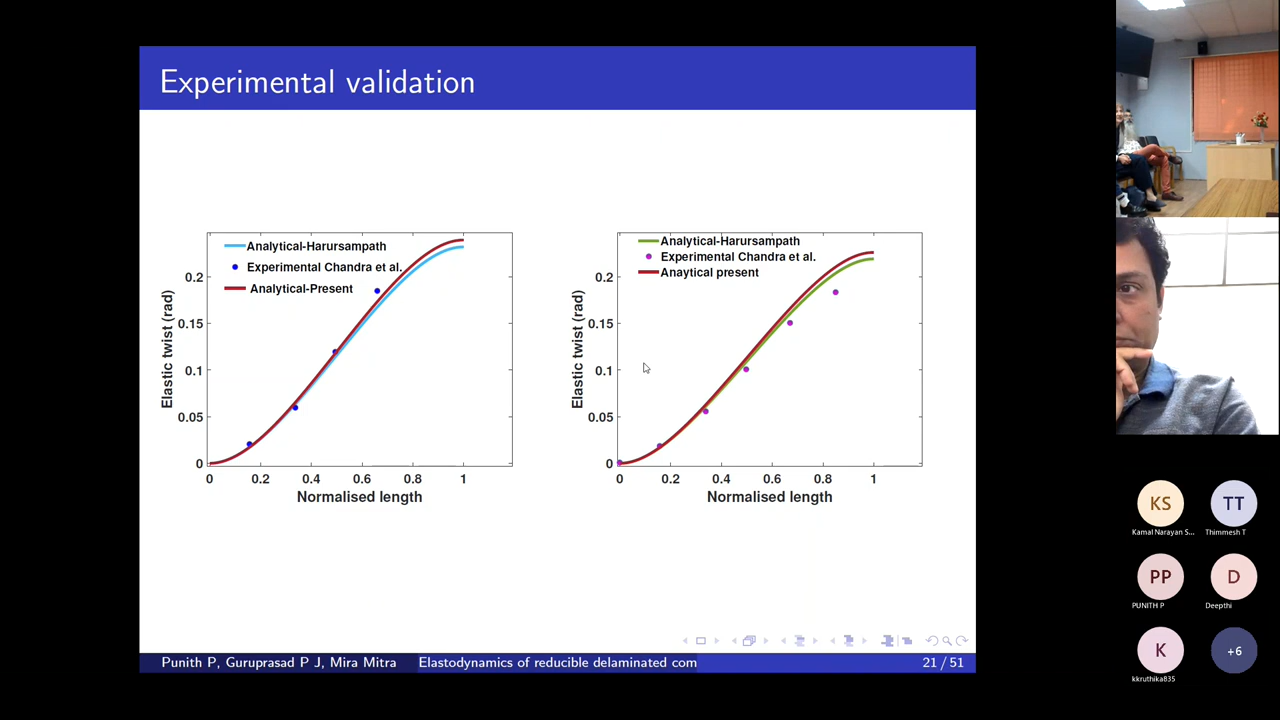 Experimental validation
Analytical-Harursampath
Experimental Chandra et al.
Analytical-Present
Elastic twist (rad)
0.2
0.15
0.1
0.05
0
0
0.2
0.4
0.6
0.8
1
Normalised length
Analytical-Harursampath
Experimental Chandra et al.
Anaytical present
Elastic twist (rad)
0.2
0.15
0.1
0.05
0
0
0.2
0.4
0.6
0.8
1
Normalised length
Punith P, Guruprasad P J, Mira Mitra
Elastodynamics of reducible delaminated com
21 / 51
KS
Kamal Narayan S...
TT
Thimmesh T
PP
PUNITH P
D
Deepthi
K
kkruthika835
+6